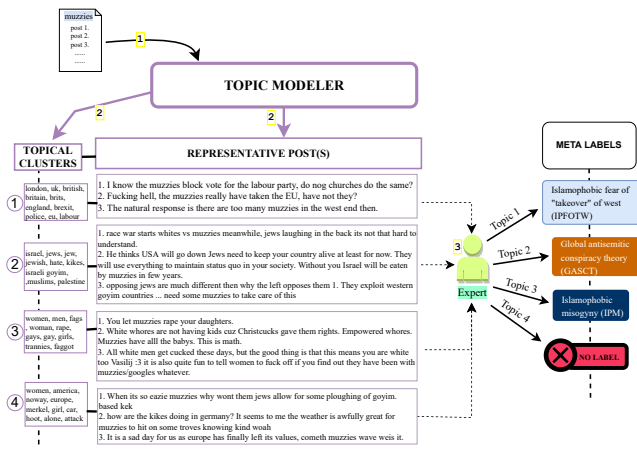 muzzies
post 1.
post 2.
post 3.
......
......
1
TOPIC MODELER
2
2
TOPICAL
CLUSTERS
REPRESENTATIVE POST(S)
META LABELS
1
london, uk, british,
britain, brits,
england, brexit,
police, eu, labour
1. I know the muzzies block vote for the labour party, do nog churches do the same?
2. Fucking hell, the muzzies really have taken the EU, have not they?
3. The natural response is there are too many muzzies in the west end then.
2
israel, jews, jew,
jewish, hate, kikes,
israeli goyim,
,muslims, palestine
1. race war starts whites vs muzzies meanwhile, jews laughing in the back its not that hard to
understand.
2. He thinks USA will go down Jews need to keep your country alive at least for now. They
will use everything to maintain status quo in your society. Without you Israel will be eaten
by muzzies in few years.
3. opposing jews are much different then why the left opposes them 1. They exploit western
goyim countries ... need some muzzies to take care of this
3
women, men, fags
, woman, rape,
gays, gay, girls,
trannies, faggot
1. You let muzzies rape your daughters.
2. White whores are not having kids cuz Christucks gave them rights. Empowered whores.
Muzzies have alll the babys. This is math.
3. All white men get cucked these days, but the good thing is that this means you are white
too Vasilij :3 it is also quite fun to tell women to fuck off if you find out they have been with
muzzies/googles whatever.
4
women, america,
noway, europe,
merkel, girl, car,
hoot, alone, attack
1. When its so eazie muzzies why wont them jews allow for some ploughing of goyim.
based kek
2. how are the kikes doing in germany? It seems to me the weather is awfully great for
muzzies to hit on some troves knowing kind woah
3. It is a sad day for us as europe has finally left its values, cometh muzzies wave weis it.
3
Expert
Topic 1
Topic 2
Topic 3
Topic 4
Islamophobic fear of
"takeover" of west
(IPFOTW)
Global antisemitic
conspiracy theory
(GASCT)
Islamophobic
misogyny (IPM)
NO LABEL